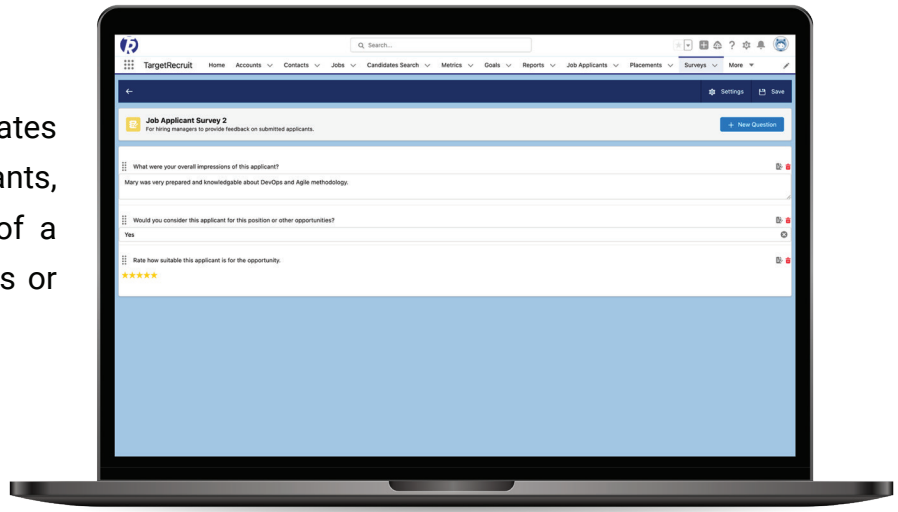 ates
ants,
of a
s or
R
Search...
TargetRecruit Home Accounts Contacts Jobs Candidates Search Metrics Goals Reports Job Applicants Placements Surveys More
Settings Save
Job Applicant Survey 2
For hiring managers to provide feedback on submitted applicants.
+ New Question
What were your overall impressions of this applicant?
Mary was very prepared and knowledgable about DevOps and Agile methodology.
Would you consider this applicant for this position or other opportunities?
Yes
Rate how suitable this applicant is for the opportunity.